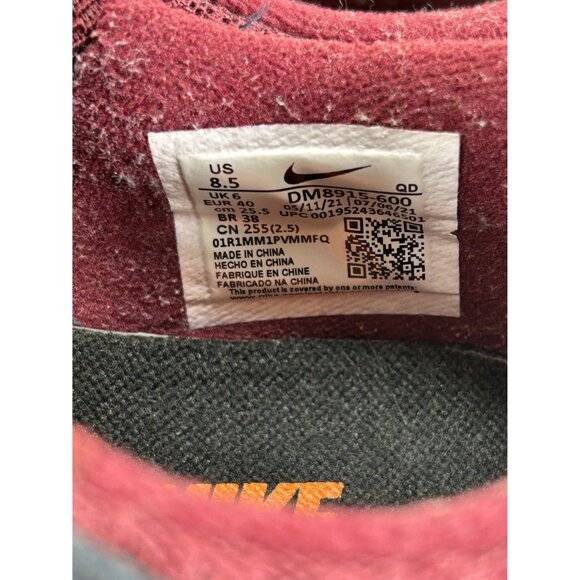 US
8.5
UK 6
EUR 40
cm 25.5
BR 38
CN 255(2.5)
DM8915-600 QD
05/11/21 | 07/06/21
UPC 00195243646501
01R1MM1PVMMFQ
MADE IN CHINA
HECHO EN CHINA
FABRIQUE EN CHINE
FABRICADO NA CHINA
This product is covered by one or more patents:
NIKE